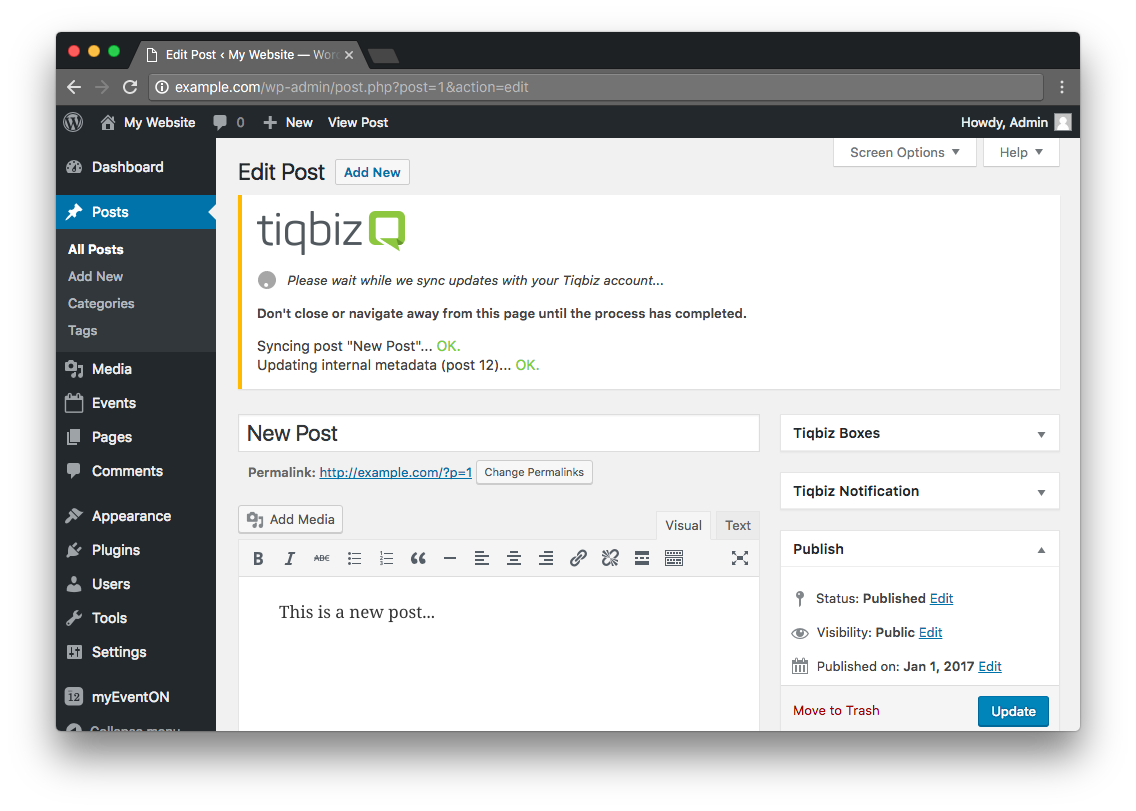 Edit Post ‹ My Website — Wor
example.com/wp-admin/post.php?post=1&action=edit
My Website 0 New View Post Howdy, Admin
Screen Options Help
Dashboard
Posts
All Posts
Add New
Categories
Tags
Media
Events
Pages
Comments
Appearance
Plugins
Users
Tools
Settings
12 myEventON
Collapse menu
Edit Post Add New
tiqbiz
Please wait while we sync updates with your Tiqbiz account...
Don't close or navigate away from this page until the process has completed.
Syncing post "New Post"... OK.
Updating internal metadata (post 12)... OK.
New Post
Permalink: http://example.com/?p=1 Change Permalinks
Add Media
Visual Text
B I ABC
This is a new post...
Tiqbiz Boxes
Tiqbiz Notification
Publish
Status: Published Edit
Visibility: Public Edit
Published on: Jan 1, 2017 Edit
Move to Trash Update